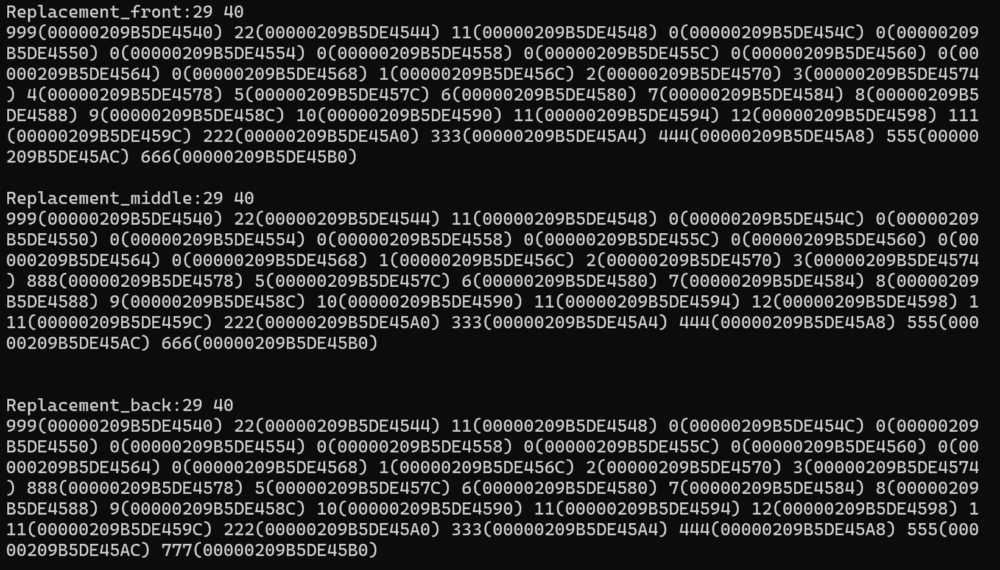 Replacement_front:29 40
999(00000209B5DE4540) 22(00000209B5DE4544) 11(00000209B5DE4548) 0(00000209B5DE454C) 0(00000209
B5DE4550) 0(00000209B5DE4554) 0(00000209B5DE4558) 0(00000209B5DE455C) 0(00000209B5DE4560) 0(00
000209B5DE4564) 0(00000209B5DE4568) 1(00000209B5DE456C) 2(00000209B5DE4570) 3(00000209B5DE4574
) 4(00000209B5DE4578) 5(00000209B5DE457C) 6(00000209B5DE4580) 7(00000209B5DE4584) 8(00000209B5
DE4588) 9(00000209B5DE458C) 10(00000209B5DE4590) 11(00000209B5DE4594) 12(00000209B5DE4598) 111
(00000209B5DE459C) 222(00000209B5DE45A0) 333(00000209B5DE45A4) 444(00000209B5DE45A8) 555(00000
209B5DE45AC) 666(00000209B5DE45B0)
Replacement_middle:29 40
999(00000209B5DE4540) 22(00000209B5DE4544) 11(00000209B5DE4548) 0(00000209B5DE454C) 0(00000209
B5DE4550) 0(00000209B5DE4554) 0(00000209B5DE4558) 0(00000209B5DE455C) 0(00000209B5DE4560) 0(00
000209B5DE4564) 0(00000209B5DE4568) 1(00000209B5DE456C) 2(00000209B5DE4570) 3(00000209B5DE4574
) 888(00000209B5DE4578) 5(00000209B5DE457C) 6(00000209B5DE4580) 7(00000209B5DE4584) 8(00000209
B5DE4588) 9(00000209B5DE458C) 10(00000209B5DE4590) 11(00000209B5DE4594) 12(00000209B5DE4598) 1
11(00000209B5DE459C) 222(00000209B5DE45A0) 333(00000209B5DE45A4) 444(00000209B5DE45A8) 555(000
00209B5DE45AC) 666(00000209B5DE45B0)
Replacement_back:29 40
999(00000209B5DE4540) 22(00000209B5DE4544) 11(00000209B5DE4548) 0(00000209B5DE454C) 0(00000209
B5DE4550) 0(00000209B5DE4554) 0(00000209B5DE4558) 0(00000209B5DE455C) 0(00000209B5DE4560) 0(00
000209B5DE4564) 0(00000209B5DE4568) 1(00000209B5DE456C) 2(00000209B5DE4570) 3(00000209B5DE4574
) 888(00000209B5DE4578) 5(00000209B5DE457C) 6(00000209B5DE4580) 7(00000209B5DE4584) 8(00000209
B5DE4588) 9(00000209B5DE458C) 10(00000209B5DE4590) 11(00000209B5DE4594) 12(00000209B5DE4598) 1
11(00000209B5DE459C) 222(00000209B5DE45A0) 333(00000209B5DE45A4) 444(00000209B5DE45A8) 555(000
00209B5DE45AC) 777(00000209B5DE45B0)